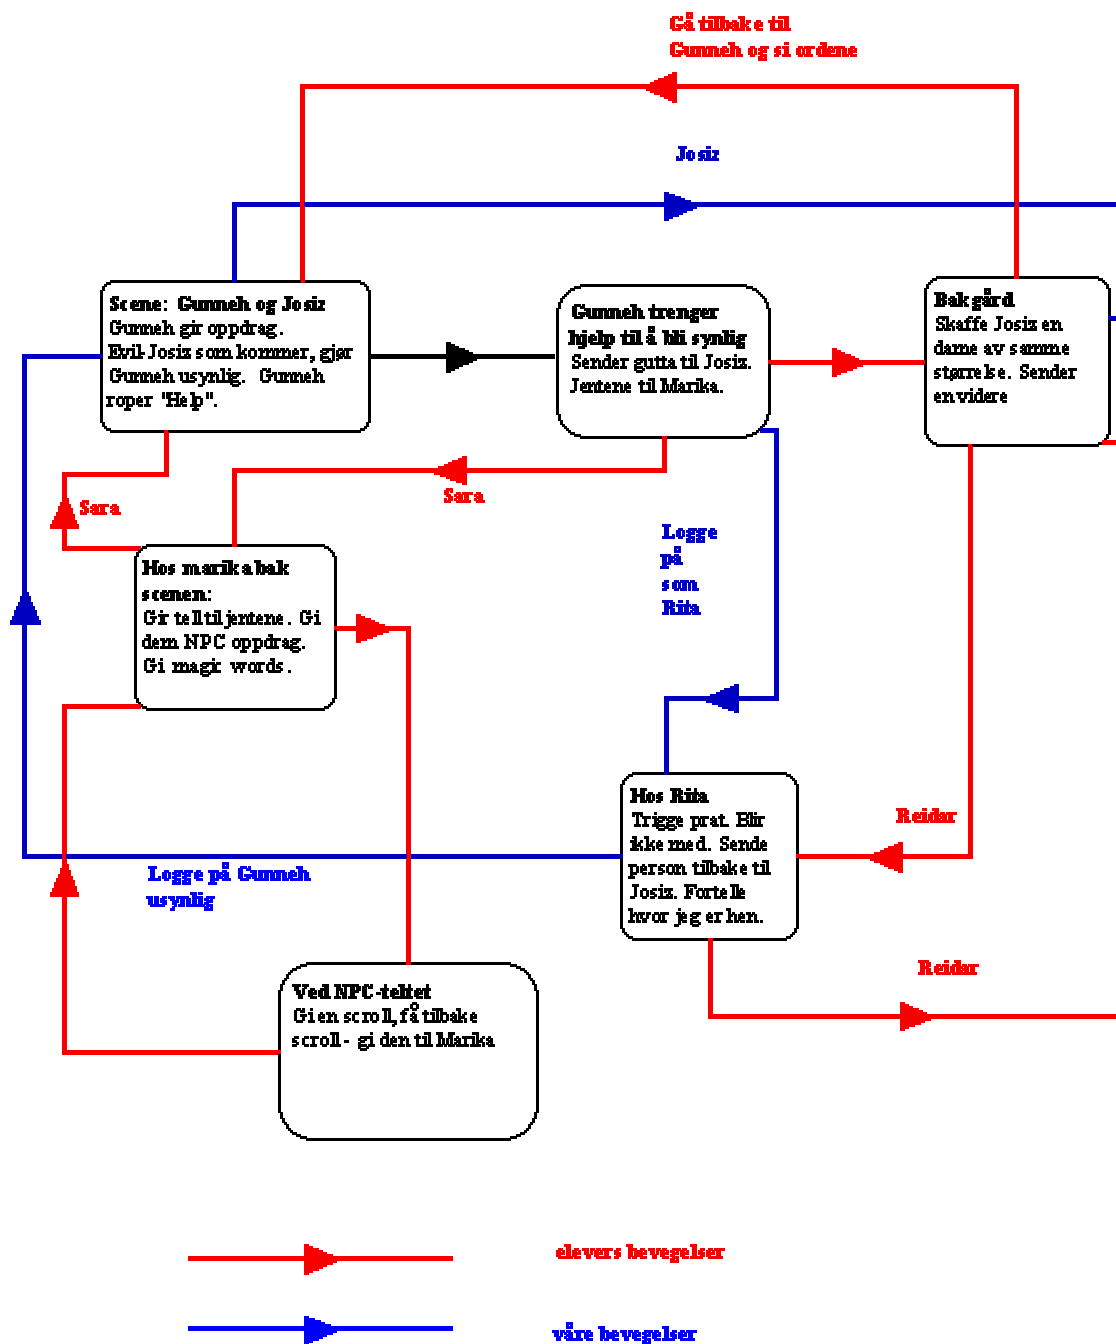 Gå tilbake til
Gunneh og si ordene
Josiz
Scene: Gunneh og Josiz
Gunneh gir oppdrag.
Evil-Josiz som kommer, gjør
Gunneh usynlig. Gunneh
roper "Help".
Gunneh trenger
hjelp til å bli synlig
Sender gutta til Josiz.
Jentene til Marika.
Bakgård
Skaffe Josiz en
dame av samme
størrelse. Sender
en videre
Sara
Sara
Logge
på
som
Rita
Hos marika bak
scenen:
Gir tell til jentene. Gi
dem NPC oppdrag.
Gi magic words.
Hos Rita
Trigge prat. Blir
ikke med. Sende
person tilbake til
Josiz. Fortelle
hvor jeg er hen.
Reidar
Logge på Gunneh
usynlig
Reidar
Ved NPC-teltet
Gi en scroll, få tilbake
scroll - gi den til Marika
elevers bevegelser
våre bevegelser